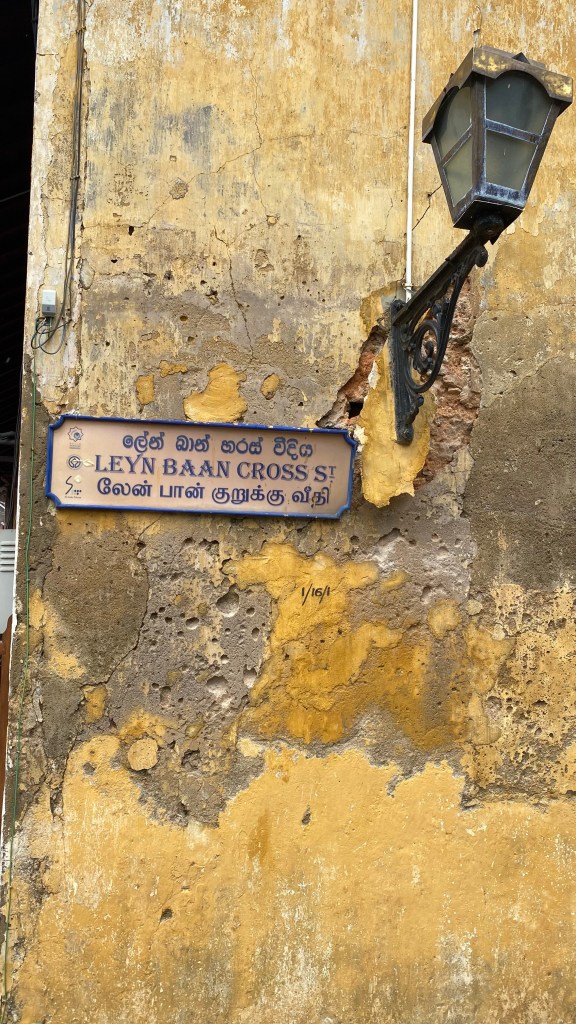 ලේන් බාන් හරස් වීදිය
LEYN BAAN CROSS ST
லேன் பான் குறுக்கு வீதி
1/16/1